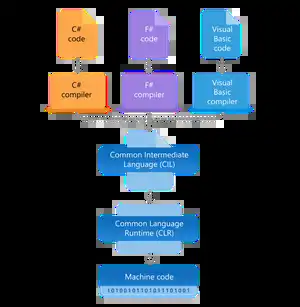 C#
code
F#
code
Visual
Basic
code
C#
compiler
F#
compiler
Visual
Basic
compiler
Common Intermediate
Language (CIL)
Common Language
Runtime (CLR)
Machine code